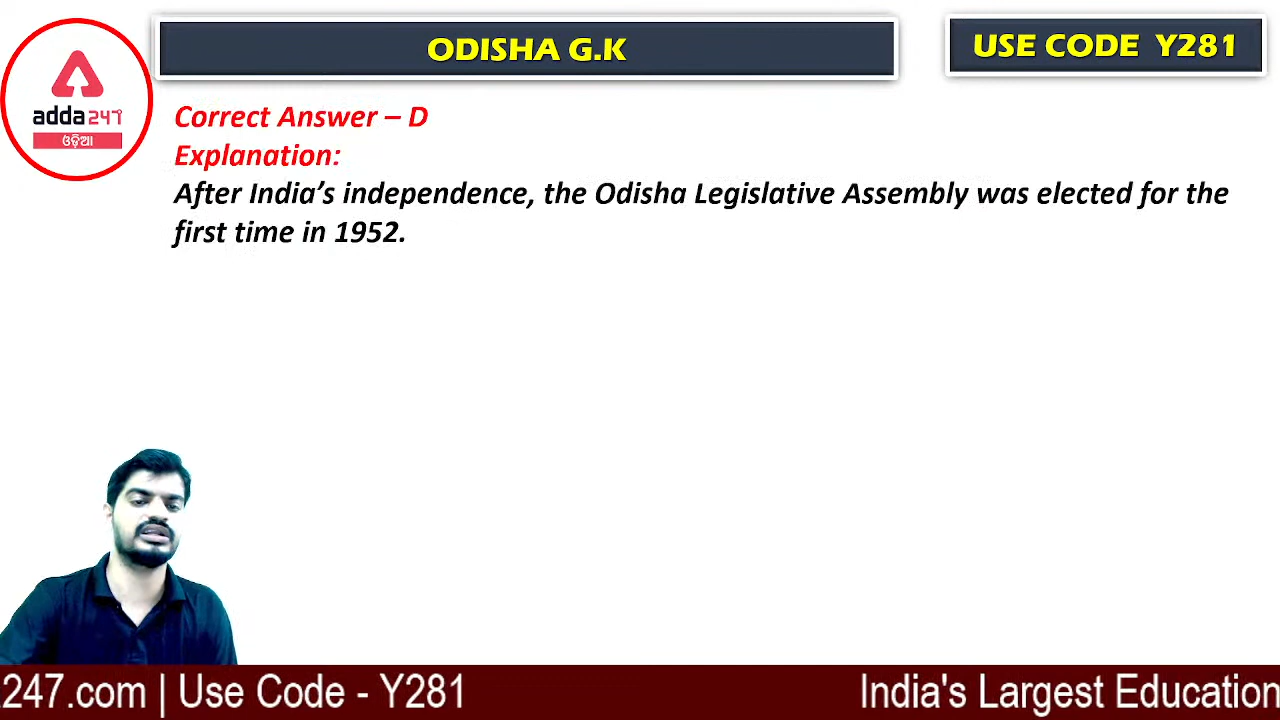 ODISHA G.K
USE CODE Y281
adda247
ଓଡ଼ିଆ
Correct Answer – D
Explanation:
After India’s independence, the Odisha Legislative Assembly was elected for the
first time in 1952.
247.com | Use Code - Y281
India's Largest Education